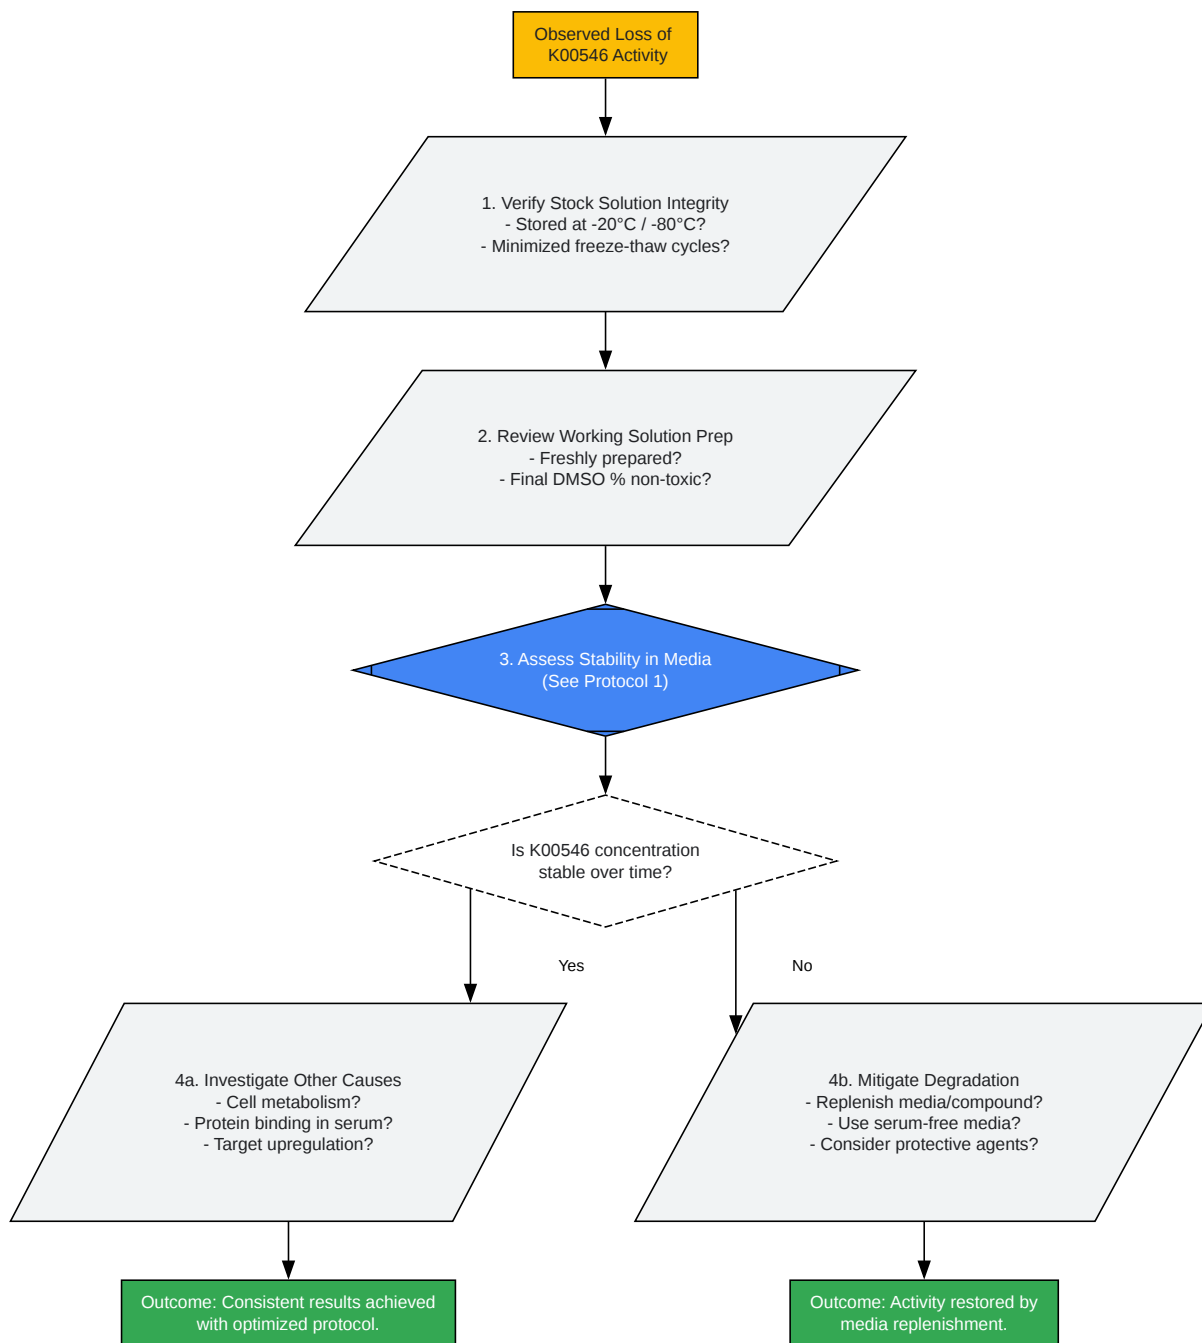 Observed Loss of
K00546 Activity
1. Verify Stock Solution Integrity
- Stored at -20°C / -80°C?
- Minimized freeze-thaw cycles?
2. Review Working Solution Prep
- Freshly prepared?
- Final DMSO % non-toxic?
3. Assess Stability in Media
(See Protocol 1)
Is K00546 concentration
stable over time?
Yes
No
4a. Investigate Other Causes
- Cell metabolism?
- Protein binding in serum?
- Target upregulation?
4b. Mitigate Degradation
- Replenish media/compound?
- Use serum-free media?
- Consider protective agents?
Outcome: Consistent results achieved
with optimized protocol.
Outcome: Activity restored by
media replenishment.